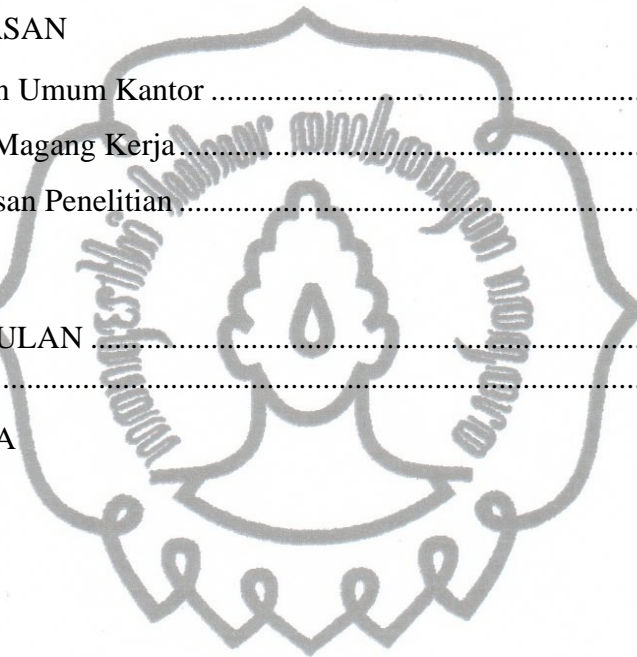 ASAN
n Umum Kantor ..........................................................
Magang Kerja ..............................................................
san Penelitian ..............................................................
ULAN ..........................................................................
......................................................................................
A